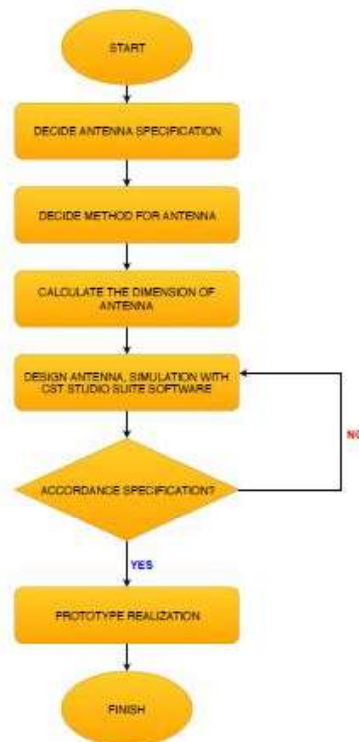 START
DECIDE ANTENNA SPECIFICATION
DECIDE METHOD FOR ANTENNA
CALCULATE THE DIMENSION OF
ANTENNA
DESIGN ANTENNA, SIMULATION WITH
CST STUDIO SUITE SOFTWARE
NO
ACCORDANCE SPECIFICATION?
YES
PROTOTYPE REALIZATION
FINISH